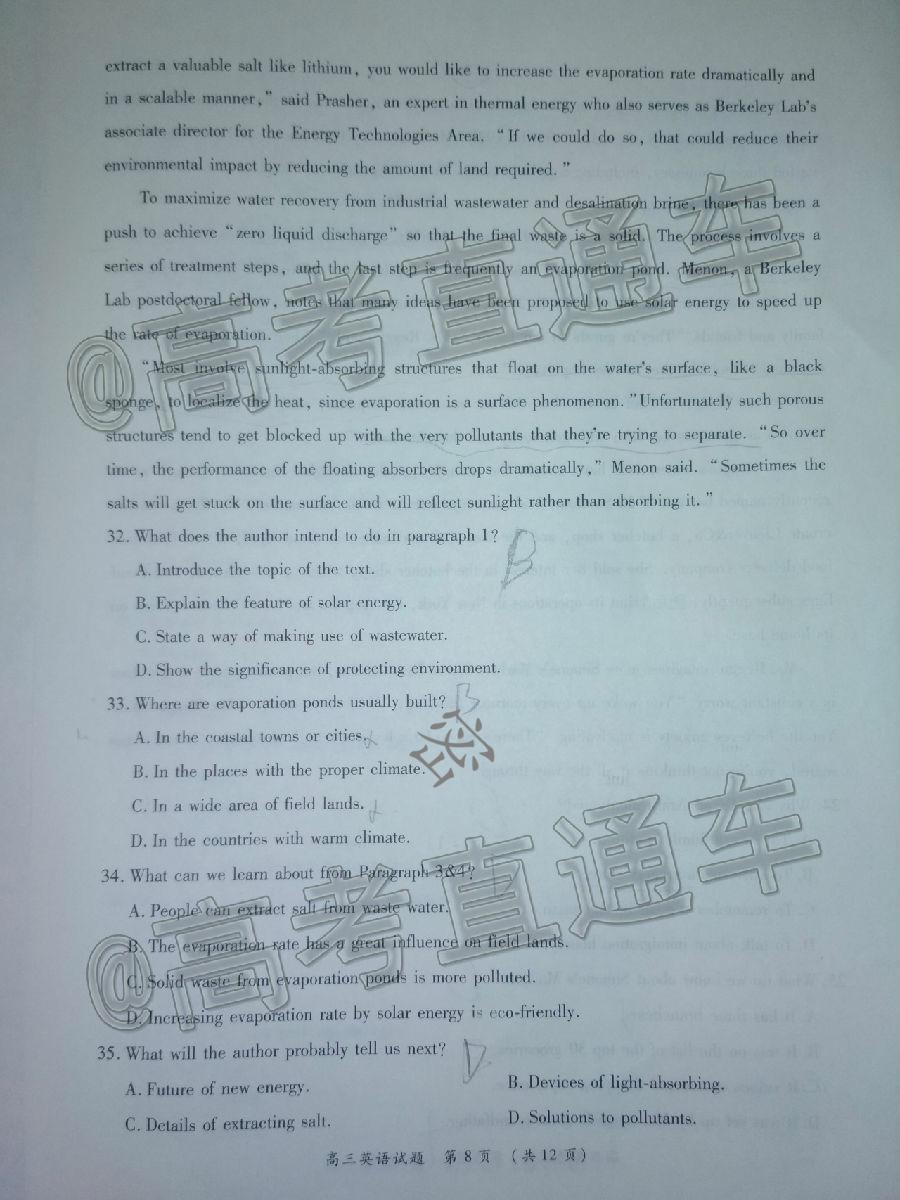 extract a valuable salt like lithium, you would like to increase the evaporation rate dramatically and
in a scalable manner," said Prasher, an expert in thermal energy who also serves as Berkeley Lab's
associate director for the Energy Technologies Area. "If we could do so, that could reduce their
environmental impact by reducing the amount of land required."
To maximize water recovery from industrial wastewater and desalination brine, there has been a
push to achieve "zero liquid discharge" so that the final waste is a solid. The process involves a
series of treatment steps, and the last step is frequently an evaporation pond. Menon, a Berkeley
Lab postdoctoral fellow, notes that many ideas have been proposed to use solar energy to speed up
the rate of evaporation.
"Most involve sunlight-absorbing structures that float on the water's surface, like a black
sponge, to localize the heat, since evaporation is a surface phenomenon."Unfortunately such porous
structures tend to get blocked up with the very pollutants that they're trying to separate. "So over
time, the performance of the floating absorbers drops dramatically," Menon said. "Sometimes the
salts will get stuck on the surface and will reflect sunlight rather than absorbing it."
32. What does the author intend to do in paragraph 1? B
A. Introduce the topic of the text.
B. Explain the feature of solar energy.
C. State a way of making use of wastewater.
D. Show the significance of protecting environment.
33. Where are evaporation ponds usually built? B
A. In the coastal towns or cities.
B. In the places with the proper climate.
C. In a wide area of field lands.
D. In the countries with warm climate.
34. What can we learn about from Paragraph 3&4?
A. People can extract salt from waste water.
B. The evaporation rate has a great influence on field lands.
C. Solid waste from evaporation ponds is more polluted.
D. Increasing evaporation rate by solar energy is eco-friendly.
35. What will the author probably tell us next? D
A. Future of new energy. B. Devices of light-absorbing.
C. Details of extracting salt. D. Solutions to pollutants.
高三英语试题 第 8 页 (共 12 页)
@高考直通车
密
@高考直通车